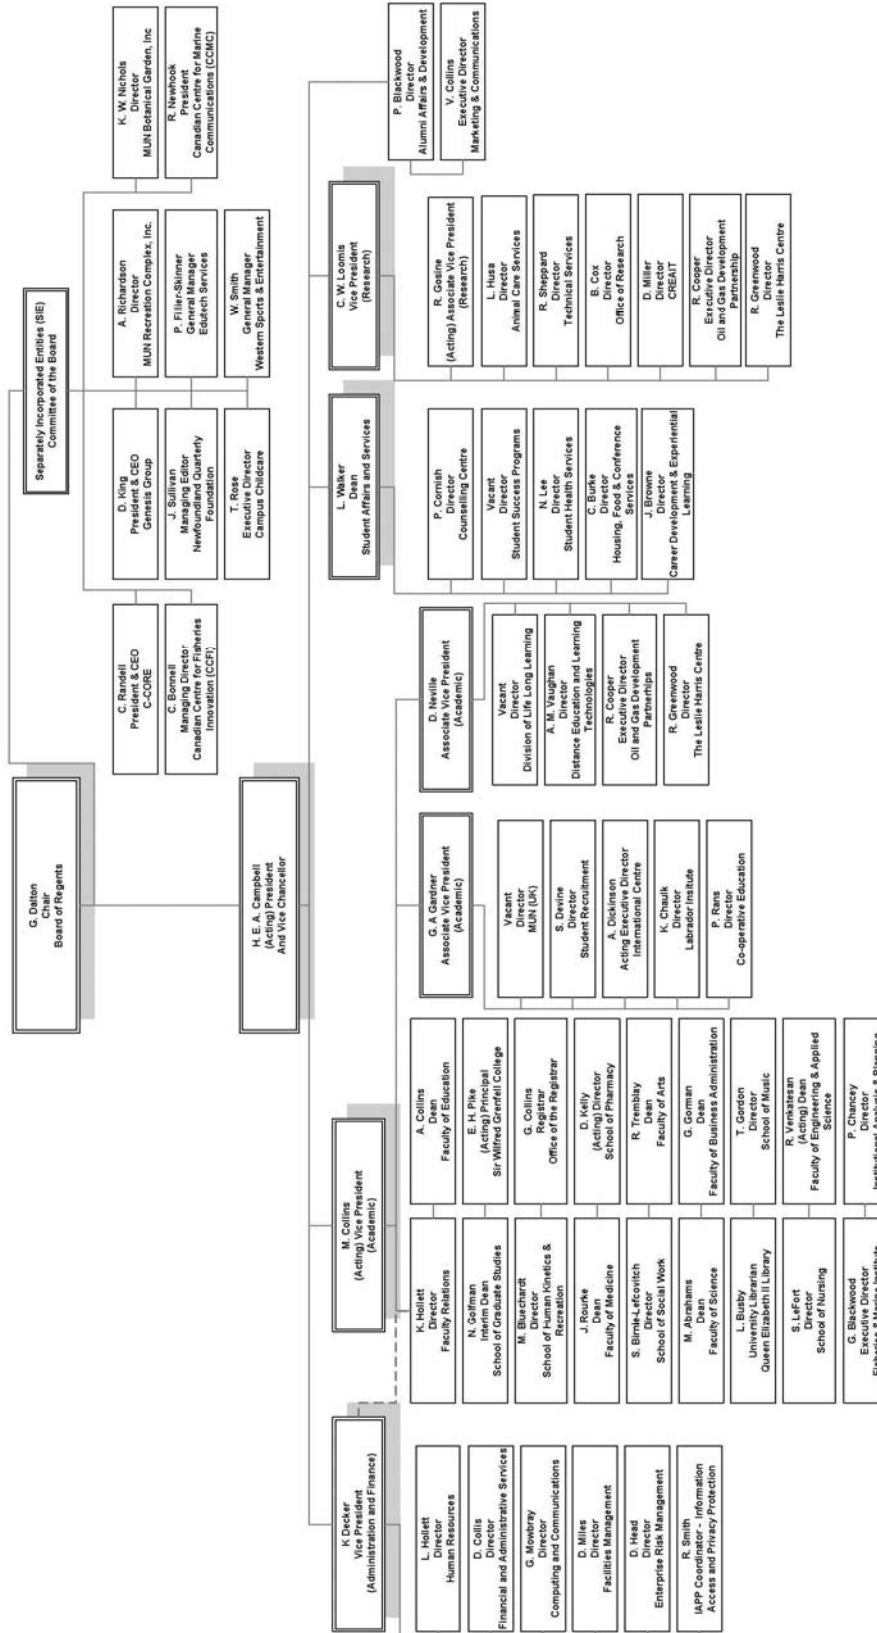 G. Dalton
Chair
Board of Regents
Separately Incorporated Entities (SIE)
Committee of the Board
C. Randell
President & CEO
C-CORE
C. Bonnell
Managing Director
Canadian Centre for Fisheries
Innovation (CCFI)
D. King
President & CEO
Genesis Group
J. Sullivan
Managing Editor
Newfoundland Quarterly
Foundation
T. Rose
Executive Director
Campus Childcare
A. Richardson
Director
MUN Recreation Complex, Inc.
P. Filler-Skinner
General Manager
Edutech Services
W. Smith
General Manager
Western Sports & Entertainment
K. W. Nichols
Director
MUN Botanical Garden, Inc
R. Newhook
President
Canadian Centre for Marine
Communications (CCMC)
H. E. A. Campbell
(Acting) President
And Vice Chancellor
K Decker
Vice President
(Administration and Finance)
L. Hollett
Director
Human Resources
D. Collis
Director
Financial and Administrative Services
G. Mowbray
Director
Computing and Communications
D. Miles
Director
Facilities Management
D. Head
Director
Enterprise Risk Management
R. Smith
IAPP Coordinator - Information
Access and Privacy Protection
M. Collins
(Acting) Vice President
(Academic)
K. Hollett
Director
Faculty Relations
N. Golfman
Interim Dean
School of Graduate Studies
M. Bluechardt
Director
School of Human Kinetics &
Recreation
J. Rourke
Dean
Faculty of Medicine
S. Birnie-Lefcovitch
Director
School of Social Work
M. Abrahams
Dean
Faculty of Science
L. Busby
University Librarian
Queen Elizabeth II Library
S. LeFort
Director
School of Nursing
G. Blackwood
Executive Director
Fisheries & Marine Institute
A. Collins
Dean
Faculty of Education
E. H. Pike
(Acting) Principal
Sir Wilfred Grenfell College
G. Collins
Registrar
Office of the Registrar
D. Kelly
(Acting) Director
School of Pharmacy
R. Tremblay
Dean
Faculty of Arts
G. Gorman
Dean
Faculty of Business Administration
T. Gordon
Director
School of Music
R. Venkatesan
(Acting) Dean
Faculty of Engineering & Applied
Science
P. Chancey
Director
Institutional Analysis & Planning
G. A Gardner
Associate Vice President
(Academic)
Vacant
Director
MUN (UK)
S. Devine
Director
Student Recruitment
A. Dickinson
Acting Executive Director
International Centre
K. Chaulk
Director
Labrador Insitute
P. Rans
Director
Co-operative Education
D. Neville
Associate Vice President
(Academic)
Vacant
Director
Division of Life Long Learning
A. M. Vaughan
Director
Distance Education and Learning
Technologies
R. Cooper
Executive Director
Oil and Gas Development
Partnerhips
R. Greenwood
Director
The Leslie Harris Centre
L. Walker
Dean
Student Affairs and Services
P. Cornish
Director
Counselling Centre
Vacant
Director
Student Success Programs
N. Lee
Director
Student Health Services
C. Burke
Director
Housing, Food & Conference
Services
J. Browne
Director
Career Development & Experiential
Learning
C. W. Loomis
Vice President
(Research)
R. Gosine
(Acting) Associate Vice President
(Research)
L. Husa
Director
Animal Care Services
R. Sheppard
Director
Technical Services
B. Cox
Director
Office of Research
D. Miller
Director
CREAIT
R. Cooper
Executive Director
Oil and Gas Development
Partnership
R. Greenwood
Director
The Leslie Harris Centre
P. Blackwood
Director
Alumni Affairs & Development
V. Collins
Executive Director
Marketing & Communications